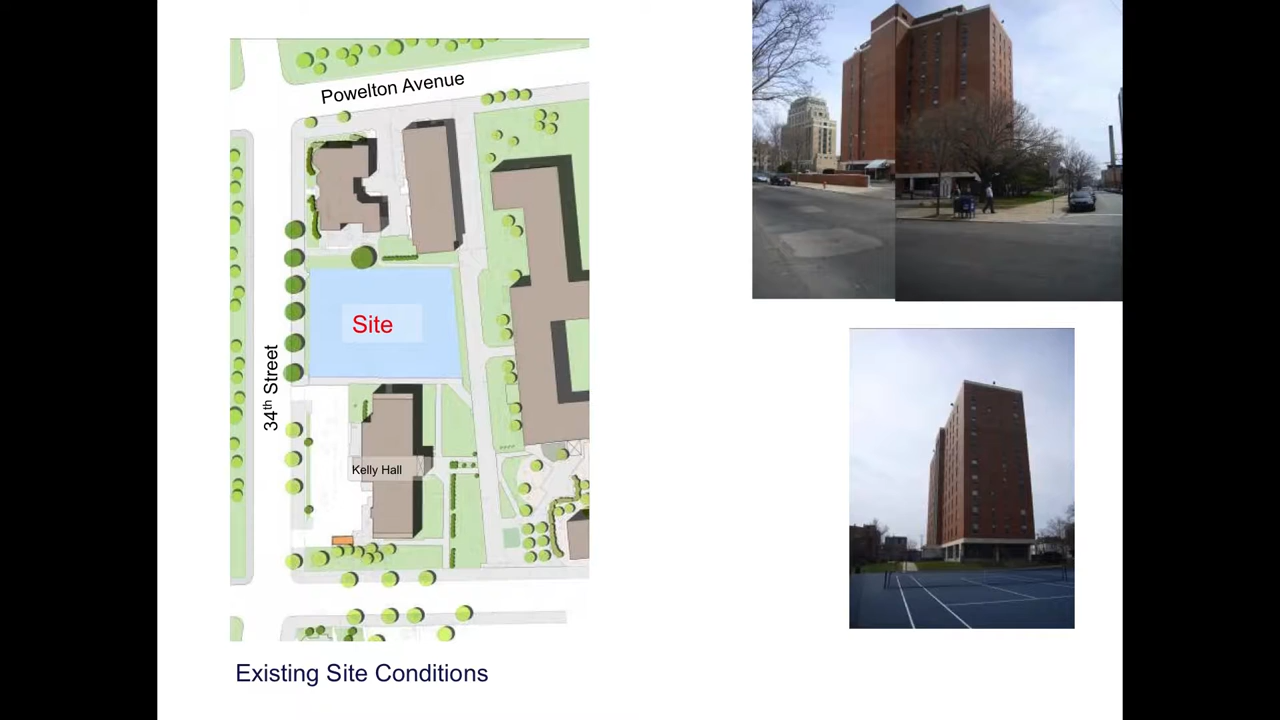 Powelton Avenue
Site
34th Street
Kelly Hall
Existing Site Conditions